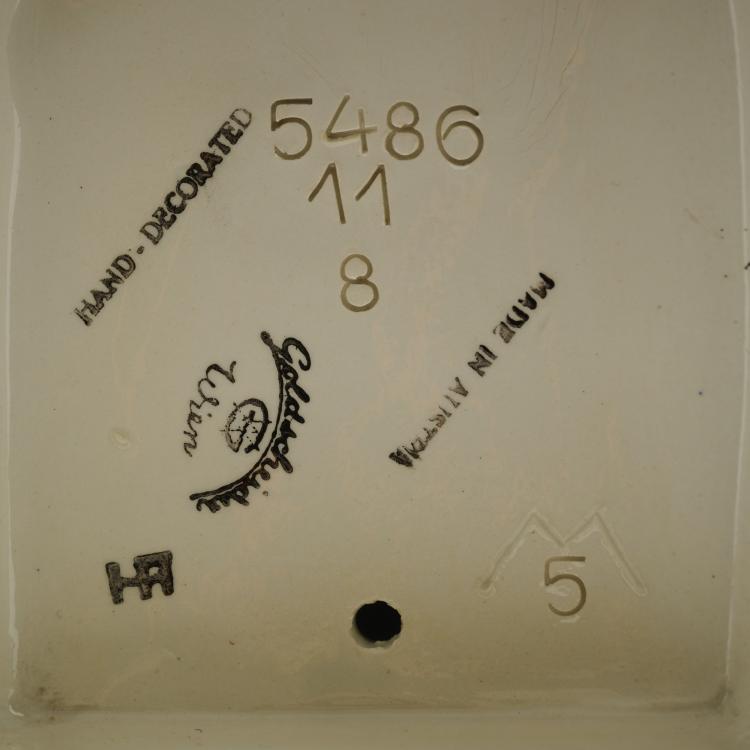 5486
11
8
HAND-DECORATED
MADE IN AUSTRIA
Goldscheider
Wien
M
5